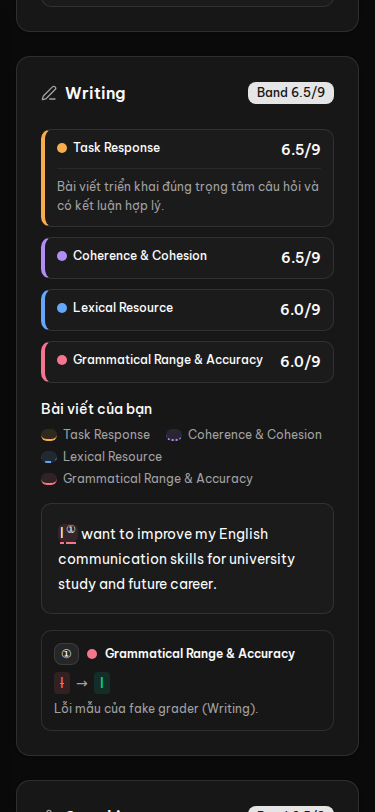 Writing
Band 6.5/9
Task Response 6.5/9
Bài viết triển khai đúng trọng tâm câu hỏi và
có kết luận hợp lý.
Coherence & Cohesion 6.5/9
Lexical Resource 6.0/9
Grammatical Range & Accuracy 6.0/9
Bài viết của bạn
Task Response Coherence & Cohesion
Lexical Resource
Grammatical Range & Accuracy
I ① want to improve my English
communication skills for university
study and future career.
① Grammatical Range & Accuracy
I → I
Lỗi mẫu của fake grader (Writing).